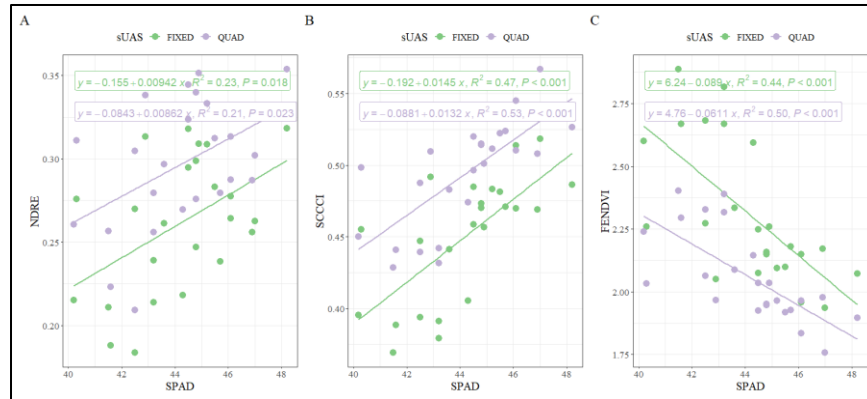 A
sUAS FIXED QUAD
y = −0.155 + 0.00942 x, R² = 0.23, P = 0.018
y = −0.0843 + 0.00862 x, R² = 0.21, P = 0.023
NDRE
0.35
0.30
0.25
0.20
40 42 44 46 48
SPAD
B
sUAS FIXED QUAD
y = −0.192 + 0.0145 x, R² = 0.47, P < 0.001
y = −0.0881 + 0.0132 x, R² = 0.53, P < 0.001
SCCCI
0.55
0.50
0.45
0.40
40 42 44 46 48
SPAD
C
sUAS FIXED QUAD
y = 6.24 − 0.089 x, R² = 0.44, P < 0.001
y = 4.76 − 0.0611 x, R² = 0.50, P < 0.001
FENDVI
2.75
2.50
2.25
2.00
1.75
40 42 44 46 48
SPAD